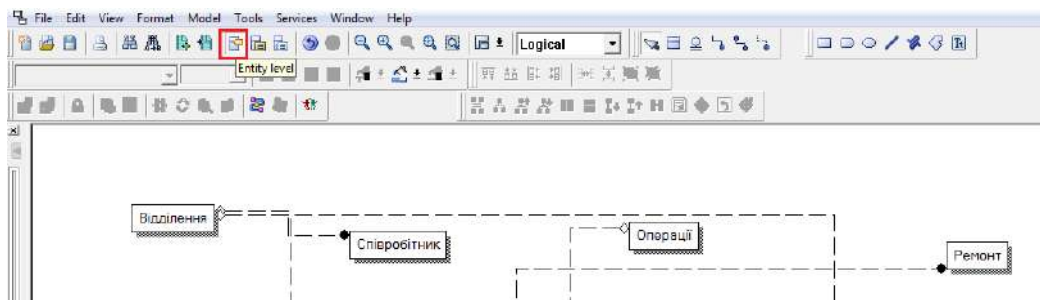 File Edit View Format Model Tools Services Window Help
Logical
Entity level
Відділення
Співробітник
Операції
Ремонт